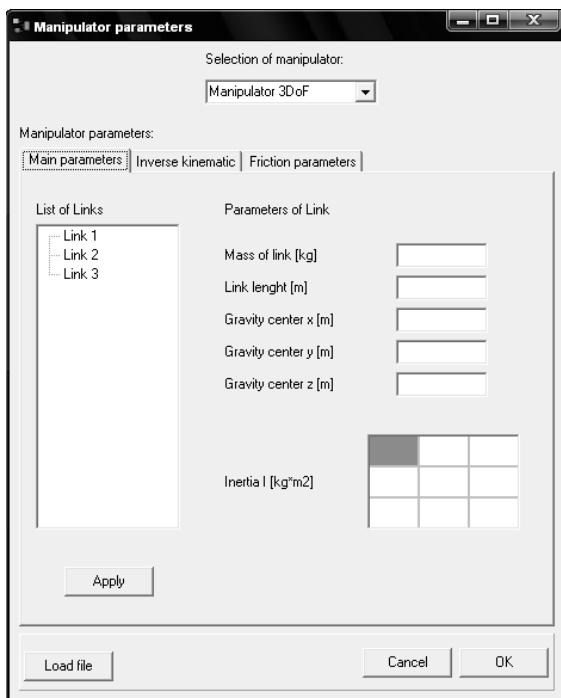 Manipulator parameters
Selection of manipulator:
Manipulator 3DoF
Manipulator parameters:
Main parameters Inverse kinematic Friction parameters
List of Links
Link 1
Link 2
Link 3
Parameters of Link
Mass of link [kg]
Link lenght [m]
Gravity center x [m]
Gravity center y [m]
Gravity center z [m]
Inertia I [kg*m2]
Apply
Load file
Cancel
OK